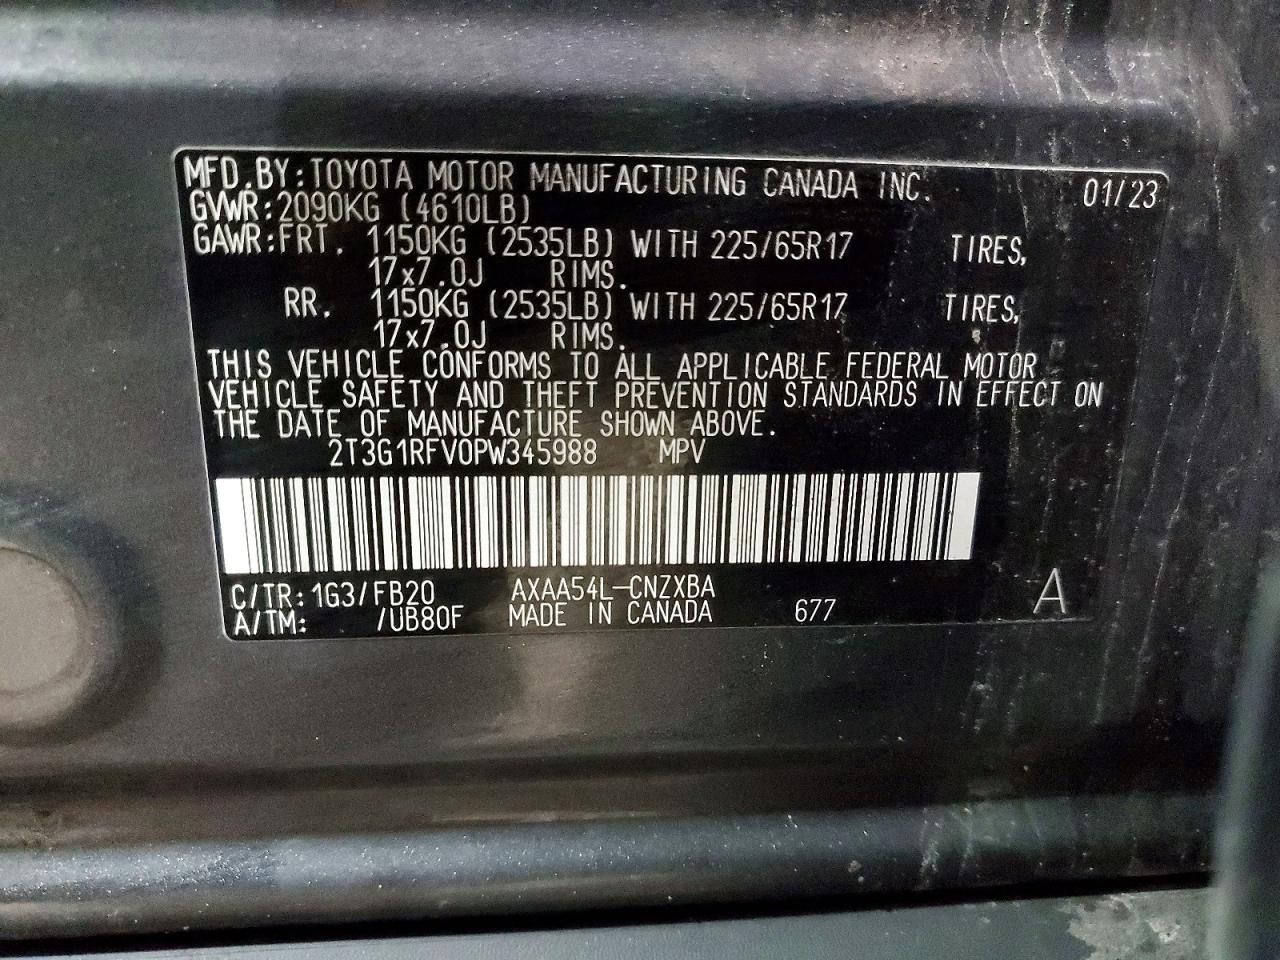 MFD.BY:TOYOTA MOTOR MANUFACTURING CANADA INC. 01/23
GVWR:2090KG (4610LB)
GAWR:FRT. 1150KG (2535LB) WITH 225/65R17 TIRES,
17x7.0J RIMS.
RR. 1150KG (2535LB) WITH 225/65R17 TIRES,
17x7.0J RIMS.
THIS VEHICLE CONFORMS TO ALL APPLICABLE FEDERAL MOTOR
VEHICLE SAFETY AND THEFT PREVENTION STANDARDS IN EFFECT ON
THE DATE OF MANUFACTURE SHOWN ABOVE.
2T3G1RFV0PW345988 MPV
C/TR: 1G3/FB20 AXAA54L-CNZXBA
A/TM: /UB80F MADE IN CANADA 677 A